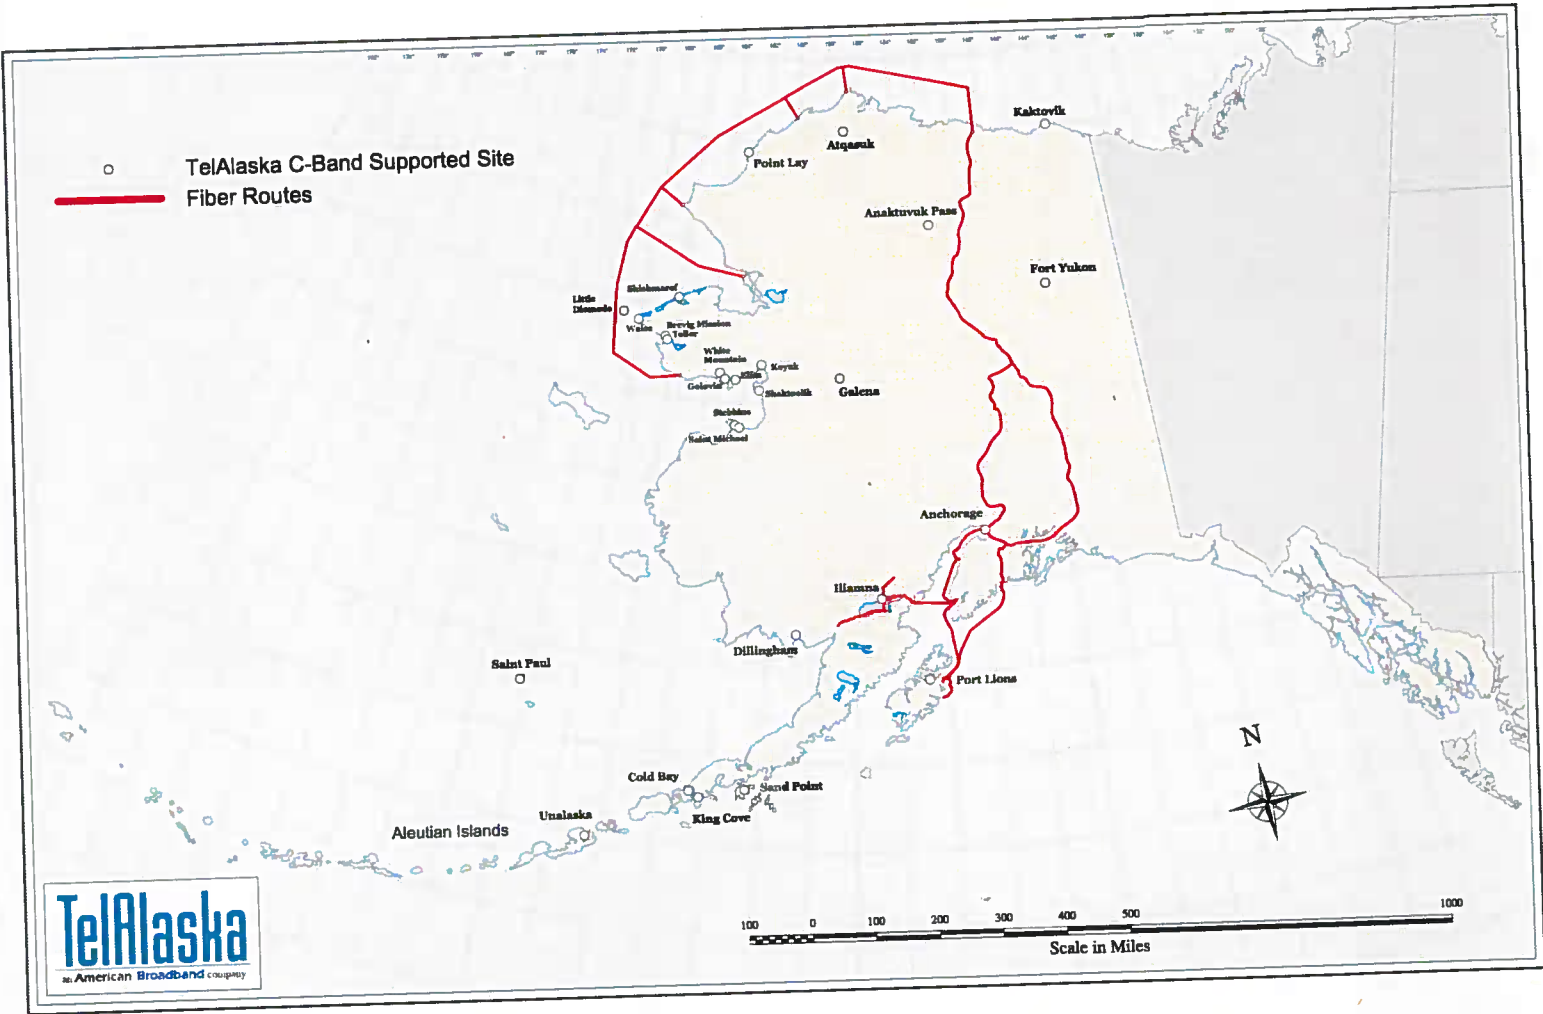 TelAlaska C-Band Supported Site
Fiber Routes
Kaktovik
Atqasuk
Point Lay
Anaktuvuk Pass
Fort Yukon
Shishmaref
Little
Diomede
Wales
Brevig Mission
Teller
White
Mountain
Koyuk
Golovin
Elim
Shaktoolik
Galena
Stebbins
Saint Michael
Anchorage
Iliamna
Dillingham
Saint Paul
Port Lions
N
Cold Bay
Sand Point
Unalaska
King Cove
Aleutian Islands
TelAlaska
an American Broadband company
100 0 100 200 300 400 500 1000
Scale in Miles